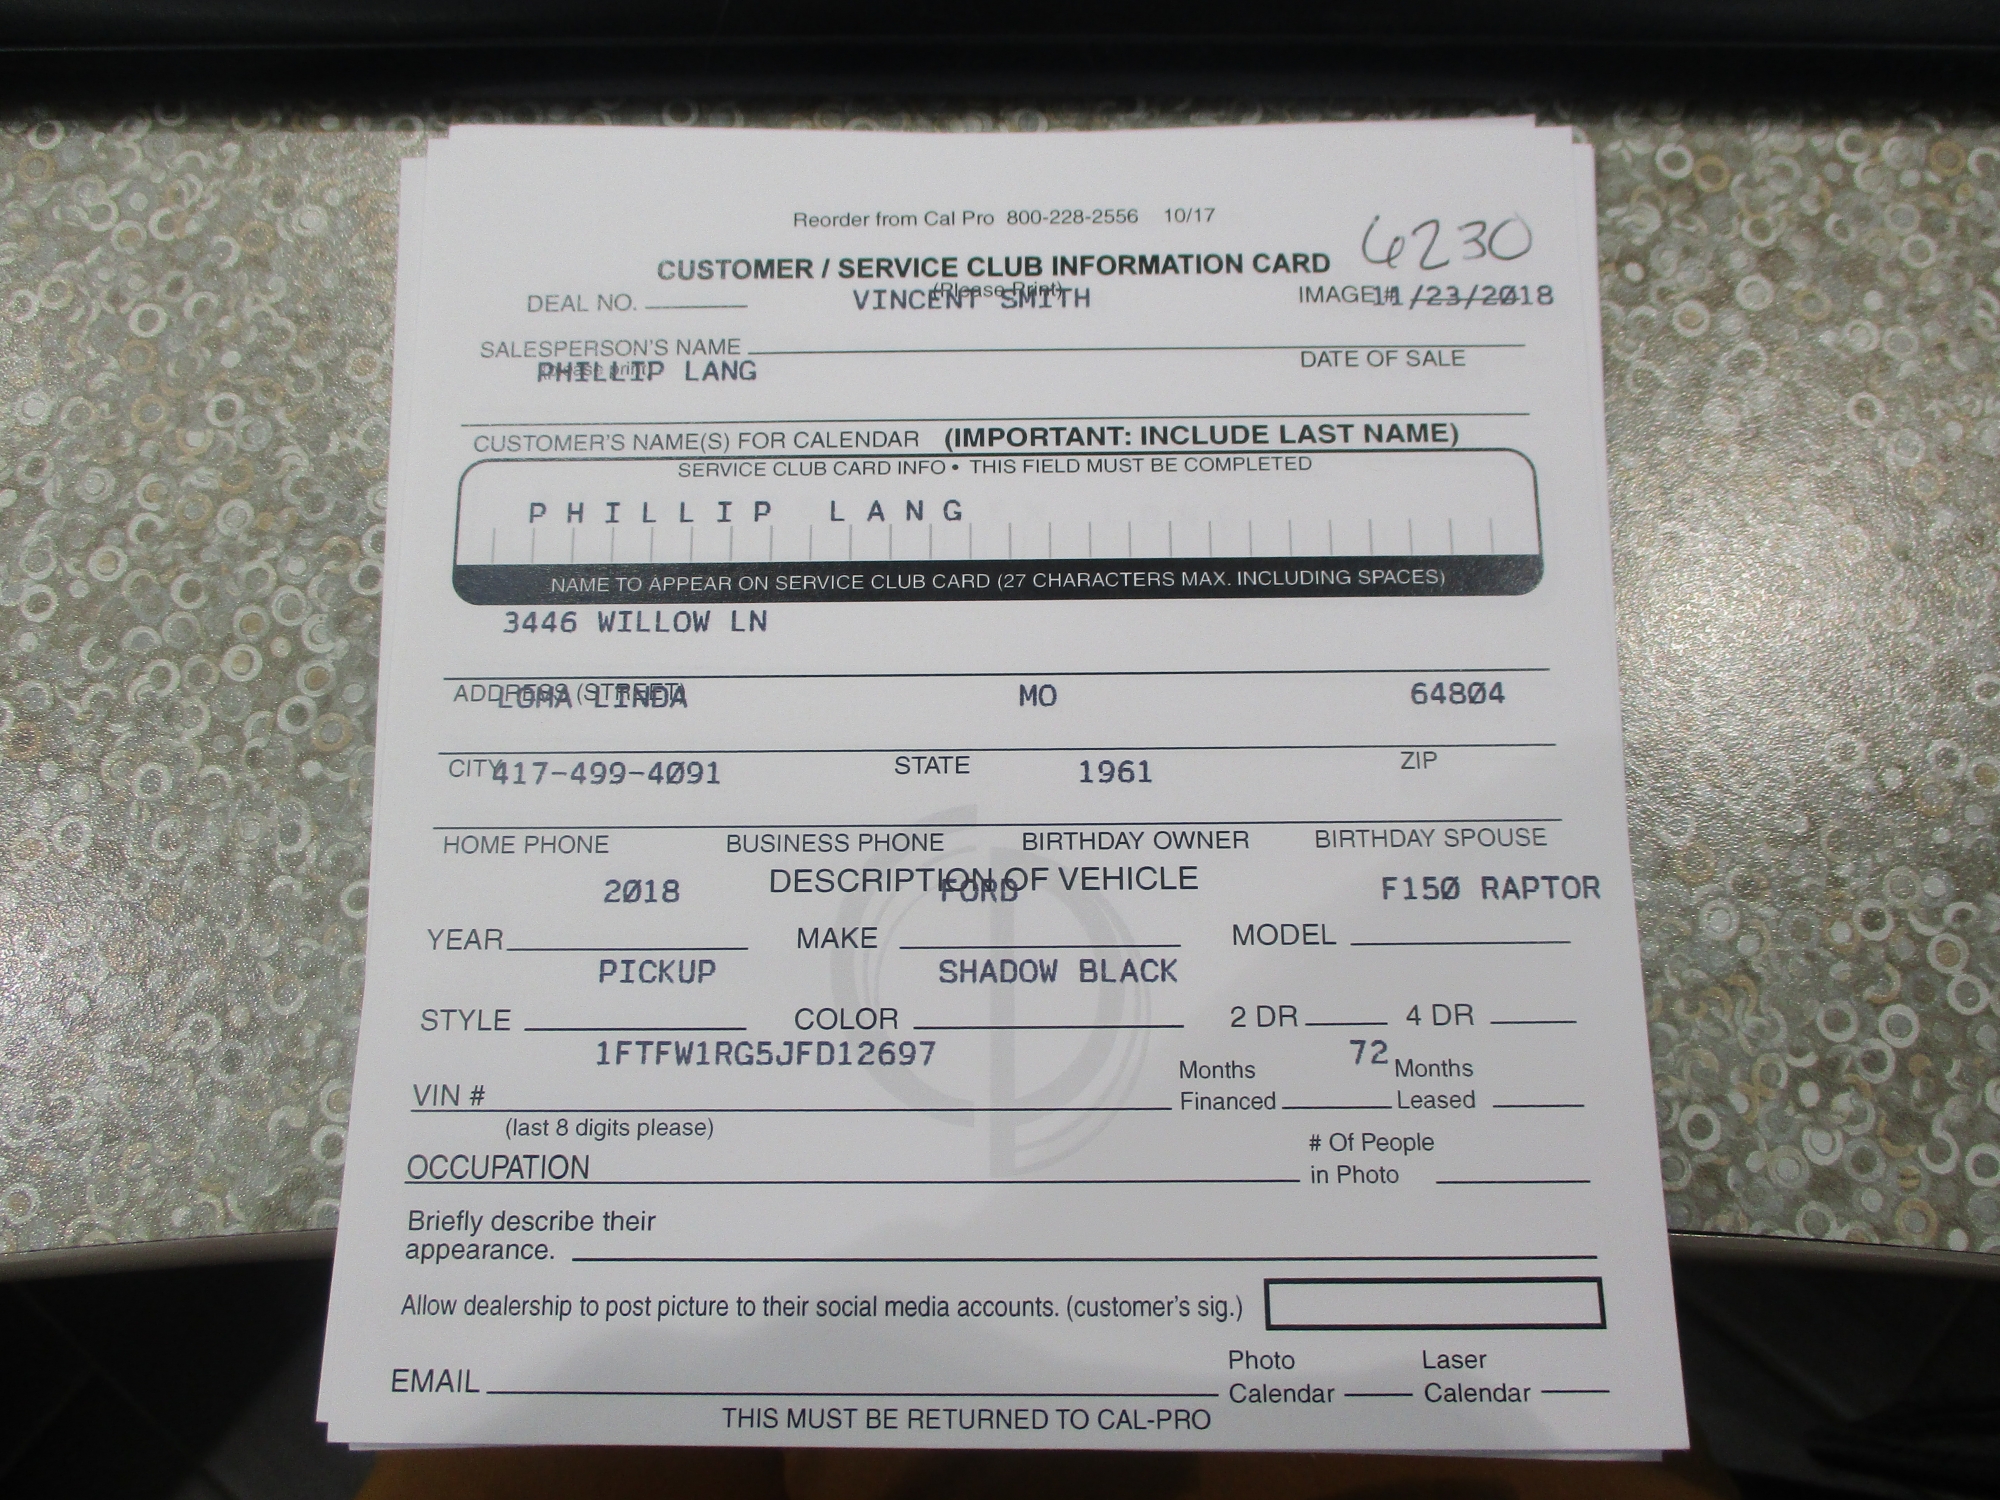 Reorder from Cal Pro 800-228-2556 10/17
6230
CUSTOMER / SERVICE CLUB INFORMATION CARD
(Please Print)
DEAL NO. VINCENT SMITH IMAGE# 11/23/2018
SALESPERSON'S NAME DATE OF SALE
(please print) PHILLIP LANG
CUSTOMER'S NAME(S) FOR CALENDAR (IMPORTANT: INCLUDE LAST NAME)
SERVICE CLUB CARD INFO • THIS FIELD MUST BE COMPLETED
PHILLIP LANG
NAME TO APPEAR ON SERVICE CLUB CARD (27 CHARACTERS MAX. INCLUDING SPACES)
3446 WILLOW LN
ADDRESS (STREET)
LOMA LINDA MO 64804
CITY STATE ZIP
417-499-4091 1961
HOME PHONE BUSINESS PHONE BIRTHDAY OWNER BIRTHDAY SPOUSE
DESCRIPTION OF VEHICLE
2018 FORD F150 RAPTOR
YEAR MAKE MODEL
PICKUP SHADOW BLACK
STYLE COLOR 2 DR 4 DR
1FTFW1RG5JFD12697 72
VIN # Months Financed Months Leased
(last 8 digits please)
OCCUPATION # Of People in Photo
Briefly describe their
appearance.
Allow dealership to post picture to their social media accounts. (customer's sig.)
EMAIL Photo Calendar Laser Calendar
THIS MUST BE RETURNED TO CAL-PRO